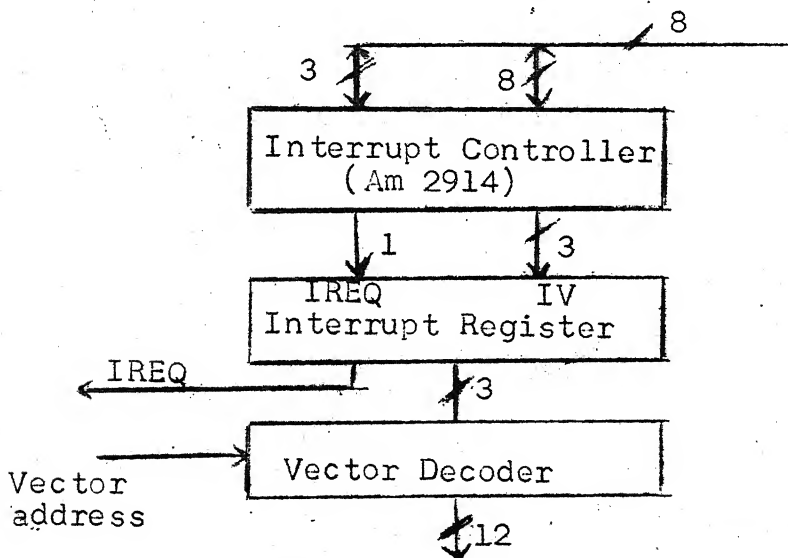 8
3
8
Interrupt Controller
(Am 2914)
1
3
IREQ IV
Interrupt Register
IREQ
3
Vector Decoder
Vector
address
12